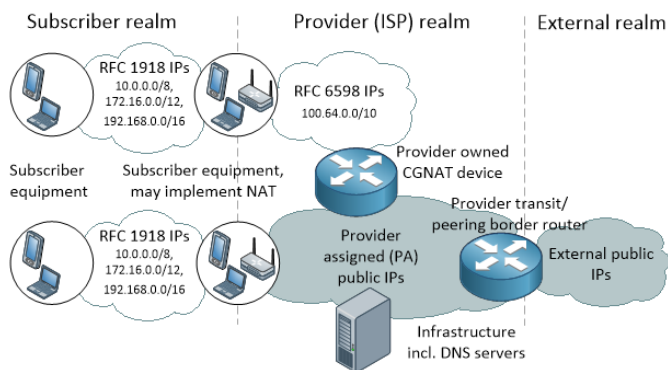 Subscriber realm
Provider (ISP) realm
External realm
RFC 1918 IPs
10.0.0.0/8,
172.16.0.0/12,
192.168.0.0/16
RFC 6598 IPs
100.64.0.0/10
Subscriber
equipment
Subscriber equipment,
may implement NAT
Provider owned
CGNAT device
RFC 1918 IPs
10.0.0.0/8,
172.16.0.0/12,
192.168.0.0/16
Provider
assigned (PA)
public IPs
Provider transit/
peering border router
External public
IPs
Infrastructure
incl. DNS servers